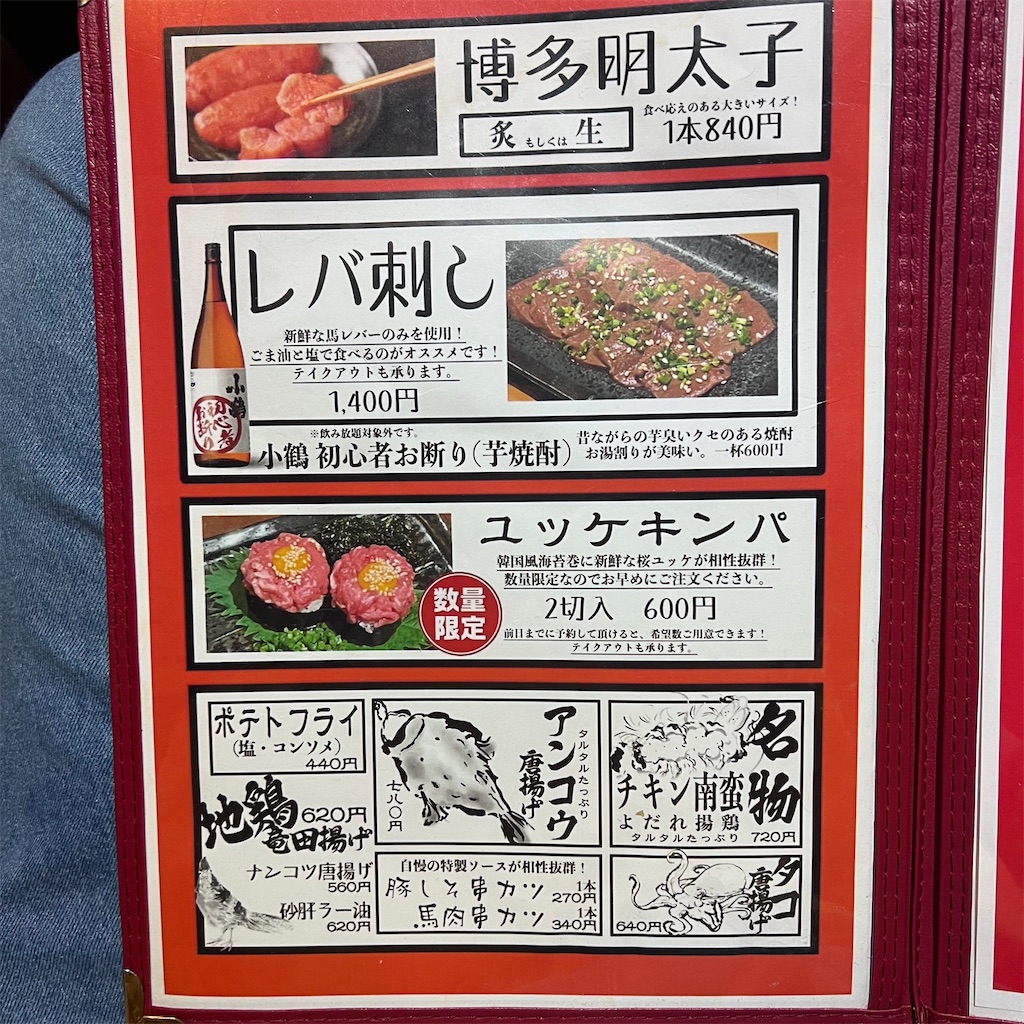 博多明太子
炙 もしくは 生
食べ応えのある大きいサイズ！
1本840円
レバ刺し
新鮮な馬レバーのみを使用！
ごま油と塩で食べるのがオススメです！
テイクアウトも承ります。
1,400円
小鶴
初心者
お断り
※飲み放題対象外です。
小鶴 初心者お断り(芋焼酎)
昔ながらの芋臭いクセのある焼酎
お湯割りが美味い。一杯600円
ユッケキンパ
韓国風海苔巻に新鮮な桜ユッケが相性抜群！
数量限定なのでお早めにご注文ください。
2切入 600円
数量
限定
前日までに予約して頂けると、希望数ご用意できます！
テイクアウトも承ります。
ポテトフライ
(塩・コンソメ)
440円
地鶏
竜田揚げ
620円
ナンコツ唐揚げ
560円
砂肝ラー油
620円
アンコウ
唐揚げ
タルタルたっぷり
七八〇円
名物
チキン南蛮
よだれ揚鶏
タルタルたっぷり
720円
自慢の特製ソースが相性抜群！
豚しそ串カツ 1本 270円
馬肉串カツ 1本 340円
タコ
唐揚げ
640円